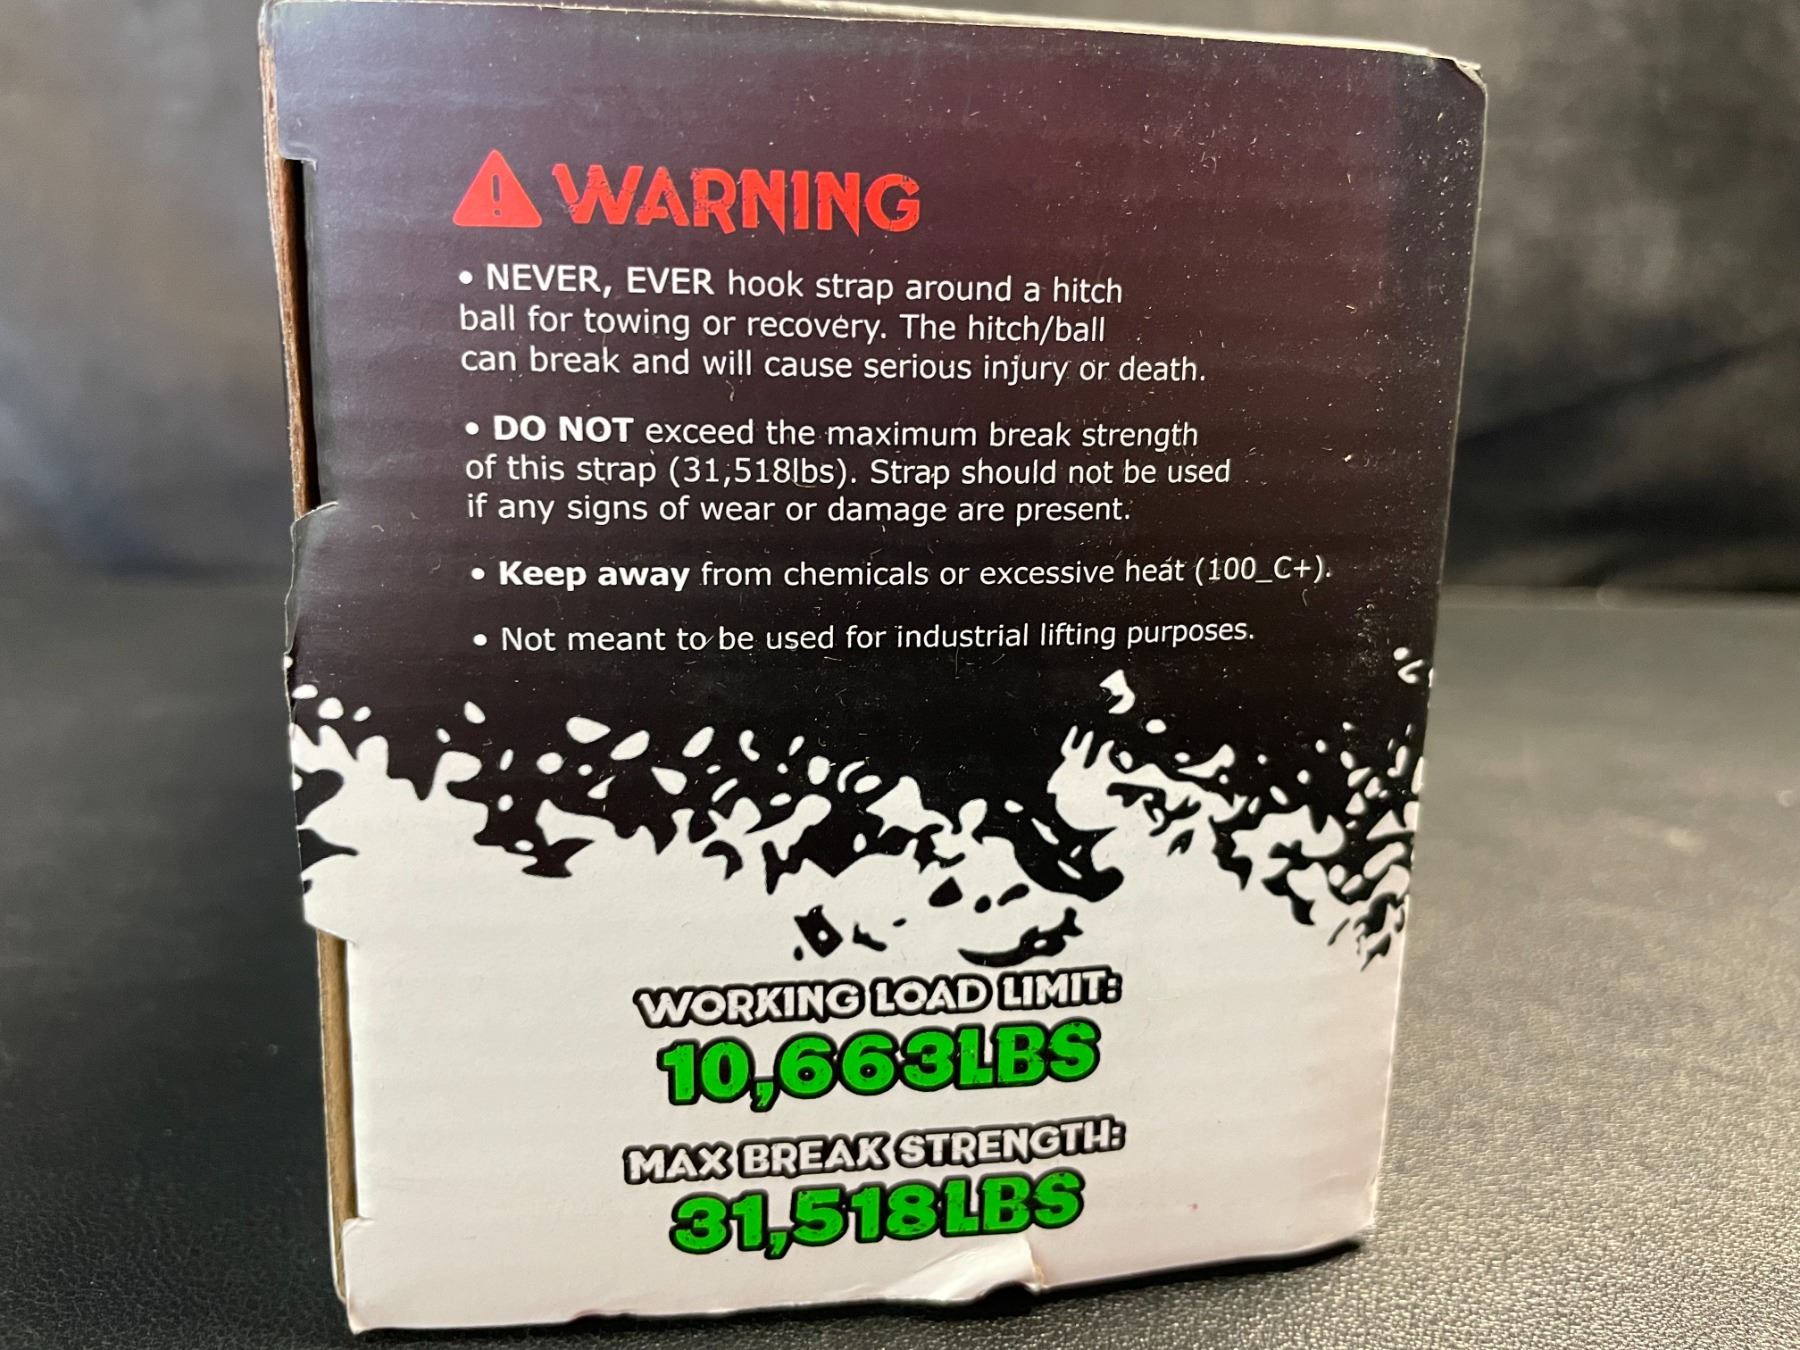 WARNING
• NEVER, EVER hook strap around a hitch
ball for towing or recovery. The hitch/ball
can break and will cause serious injury or death.
• DO NOT exceed the maximum break strength
of this strap (31,518lbs). Strap should not be used
if any signs of wear or damage are present.
• Keep away from chemicals or excessive heat (100_C+).
• Not meant to be used for industrial lifting purposes.
WORKING LOAD LIMIT:
10,663LBS
MAX BREAK STRENGTH:
31,518LBS